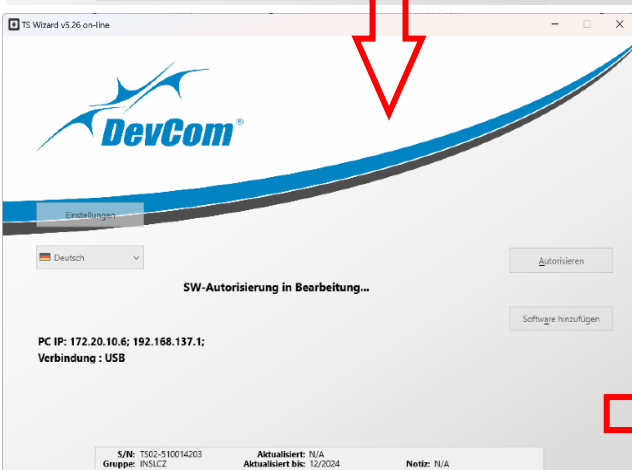 TS Wizard v5.26 on-line
DevCom®
Einstellungen
Deutsch
Autorisieren
SW-Autorisierung in Bearbeitung...
Software hinzufügen
PC IP: 172.20.10.6; 192.168.137.1;
Verbindung : USB
S/N: TS02-510014203 Aktualisiert: N/A
Gruppe: INSLCZ Aktualisiert bis: 12/2024 Notiz: N/A